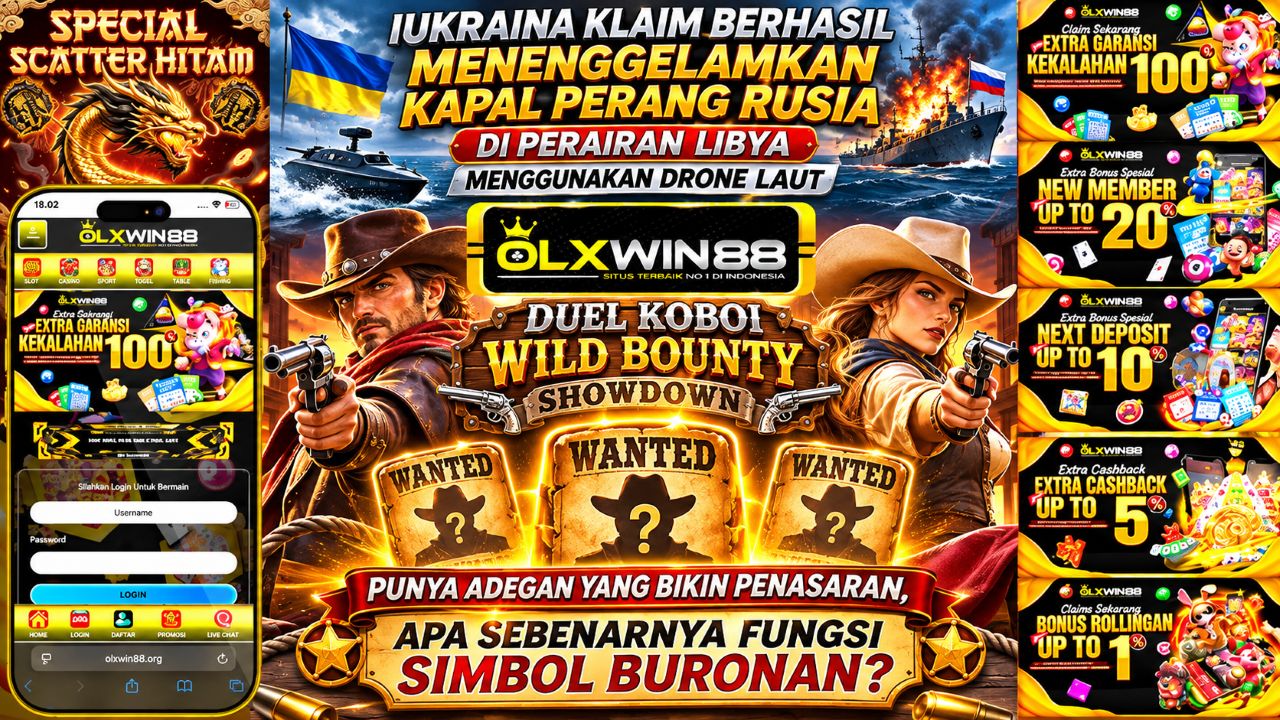 SPECIAL
SCATTER HITAM
18.02
OLXWIN88
SLOT CASINO SPORT TOGEL TABLE FISHING
OLXWIN88
EXTRA GARANSI
KEKALAHAN 100%
Silahkan Login Untuk Bermain
Username
Password
LOGIN
HOME LOGIN DAFTAR PROMOSI LIVE CHAT
olxwin88.org
IUKRAINA KLAIM BERHASIL
MENENGGELAMKAN
KAPAL PERANG RUSIA
DI PERAIRAN LIBYA
MENGGUNAKAN DRONE LAUT
OLXWIN88
SITUS TERBAIK NO 1 DI INDONESIA
DUEL KOBOI
WILD BOUNTY
SHOWDOWN
WANTED
?
WANTED
?
WANTED
?
PUNYA ADEGAN YANG BIKIN PENASARAN,
APA SEBENARNYA FUNGSI
SIMBOL BURONAN?
OLXWIN88
Claim Sekarang
EXTRA GARANSI
KEKALAHAN 100%
OLXWIN88
Extra Bonus Spesial
NEW MEMBER
UP TO 20%
OLXWIN88
Extra Bonus Spesial
NEXT DEPOSIT
UP TO 10%
OLXWIN88
Extra Cashback
EXTRA CASHBACK
UP TO 5%
OLXWIN88
Claims Sekarang
BONUS ROLLINGAN
UP TO 1%